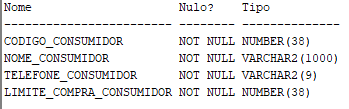 Nome Nulo? Tipo
------------------------ -------- --------------
CODIGO_CONSUMIDOR NOT NULL NUMBER(38)
NOME_CONSUMIDOR NOT NULL VARCHAR2(1000)
TELEFONE_CONSUMIDOR NOT NULL VARCHAR2(9)
LIMITE_COMPRA_CONSUMIDOR NOT NULL NUMBER(38)